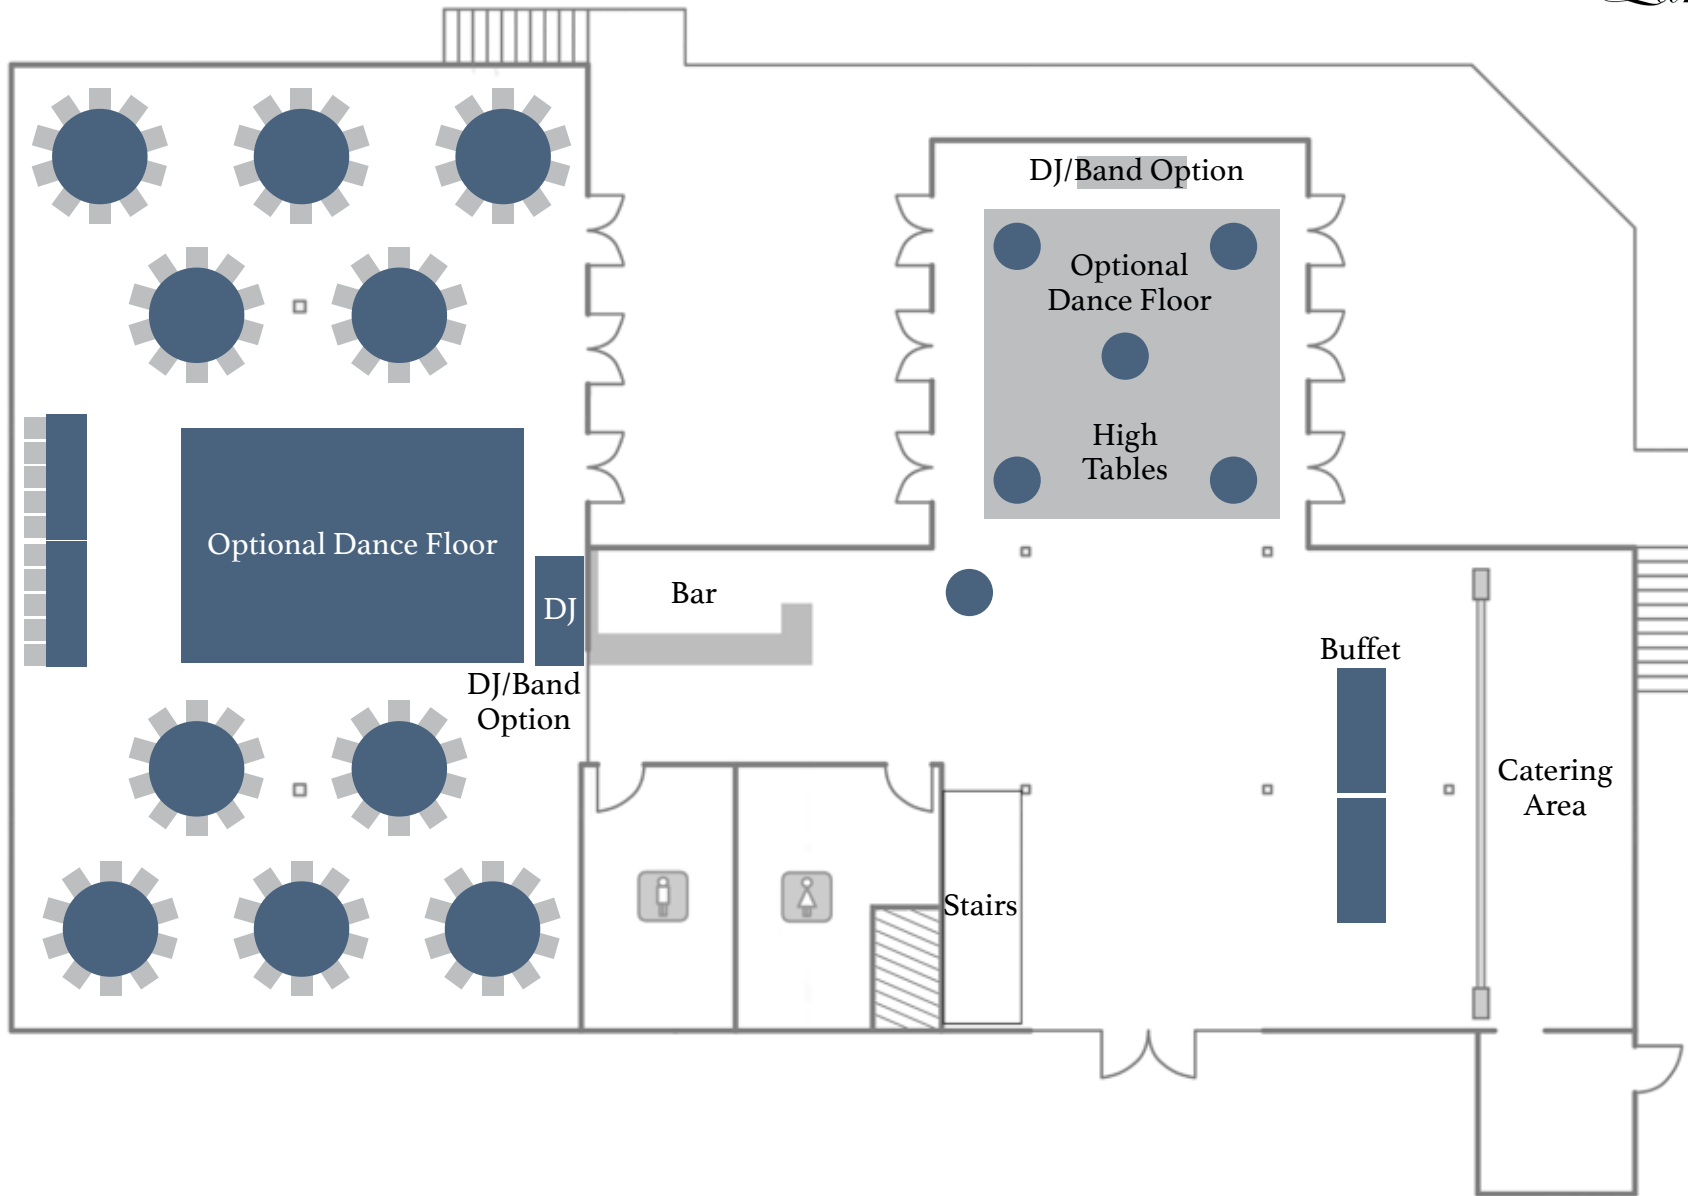 DJ/Band Option
Optional
Dance Floor
High
Tables
Optional Dance Floor
DJ
DJ/Band
Option
Bar
Buffet
Catering
Area
Stairs